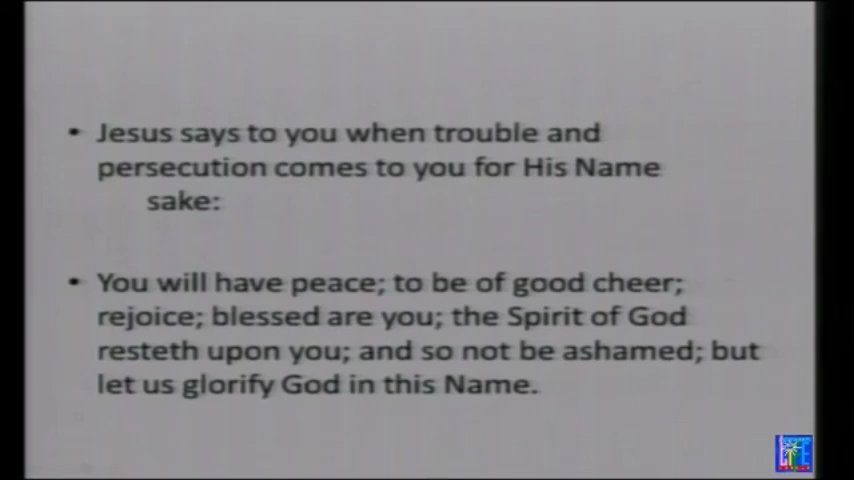 • Jesus says to you when trouble and
persecution comes to you for His Name
sake:
• You will have peace; to be of good cheer;
rejoice; blessed are you; the Spirit of God
resteth upon you; and so not be ashamed; but
let us glorify God in this Name.
LIFE